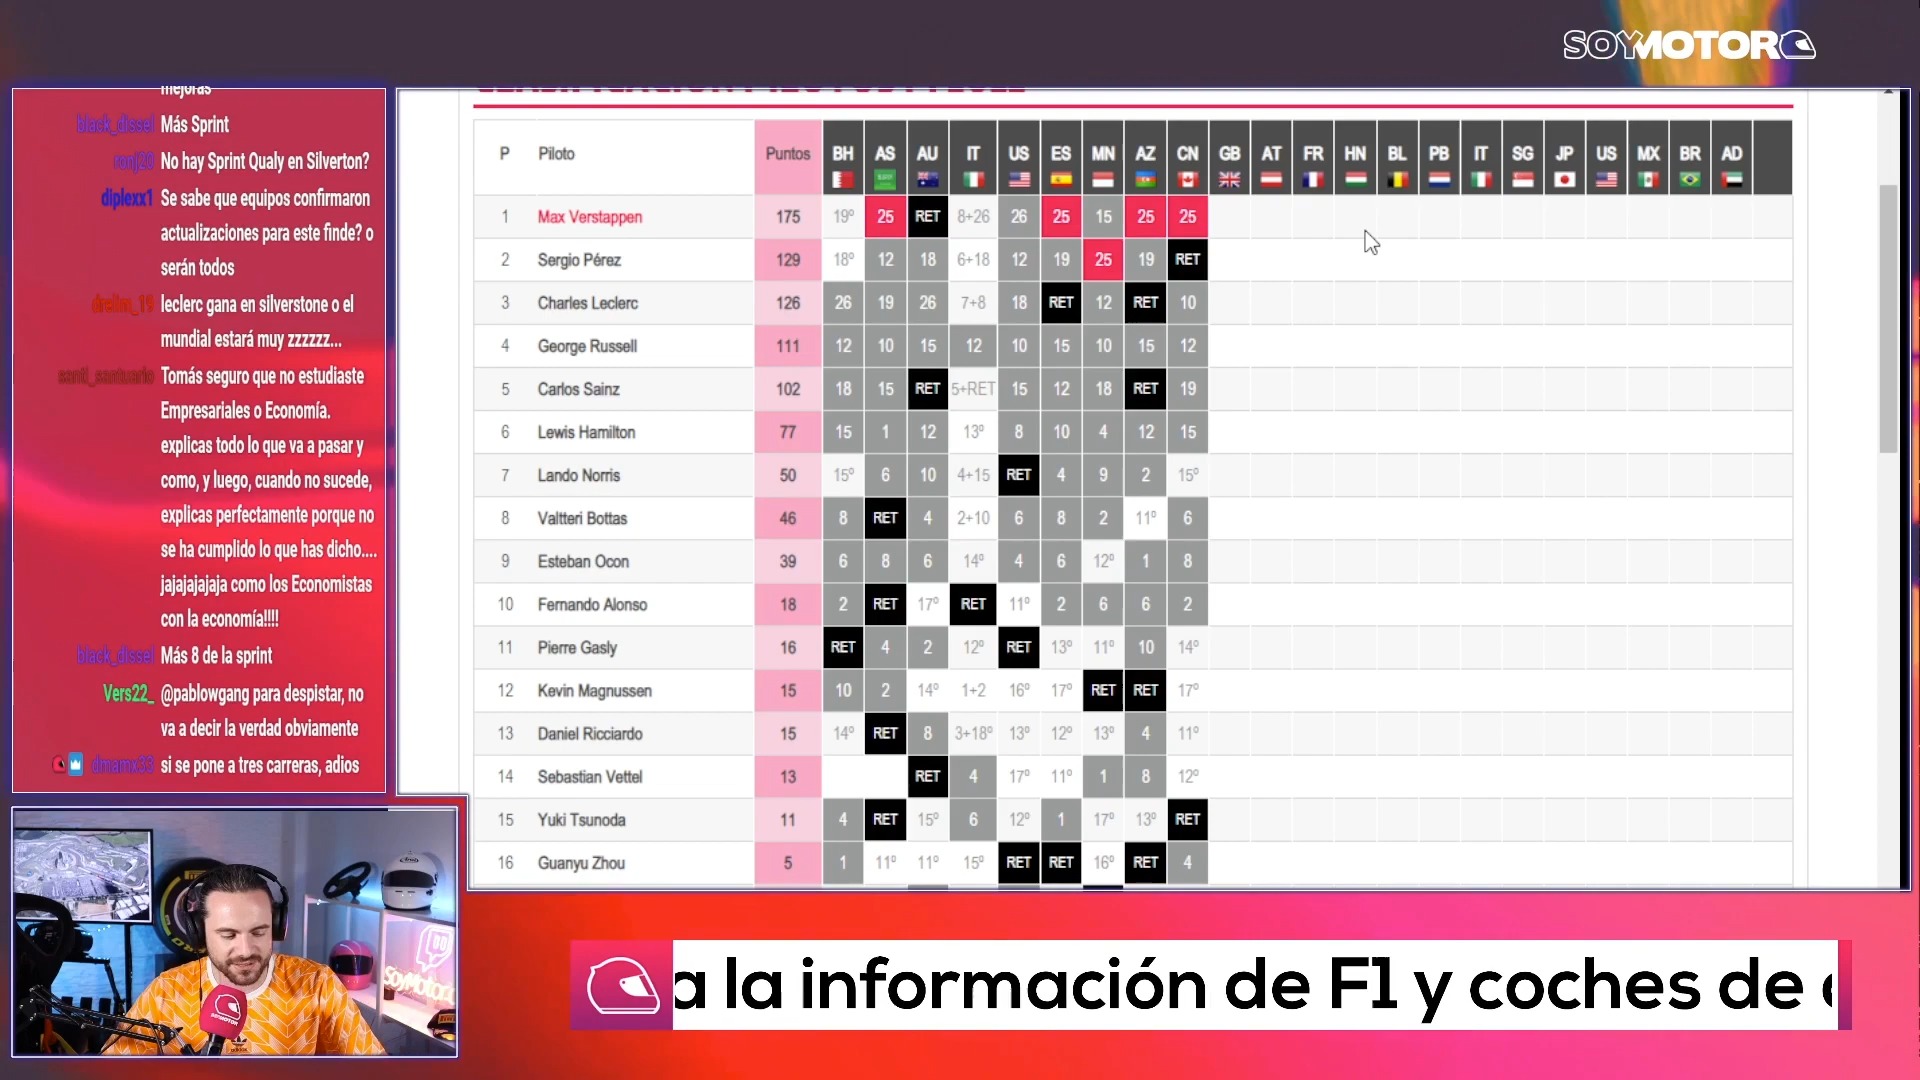 SOYMOTOR
mejoras
black_dissel Más Sprint
ronj20 No hay Sprint Qualy en Silverton?
diplexx1 Se sabe que equipos confirmaron
actualizaciones para este finde? o
serán todos
drelim_19 leclerc gana en silverstone o el
mundial estará muy zzzzzz...
santi_santuario Tomás seguro que no estudiaste
Empresariales o Economía.
explicas todo lo que va a pasar y
como, y luego, cuando no sucede,
explicas perfectamente porque no
se ha cumplido lo que has dicho....
jajajajajaja como los Economistas
con la economía!!!!
black_dissel Más 8 de la sprint
Vers22_ @pablowgang para despistar, no
va a decir la verdad obviamente
dmamx33 si se pone a tres carreras, adios
P Piloto Puntos BH AS AU IT US ES MN AZ CN GB AT FR HN BL PB IT SG JP US MX BR AD
1 Max Verstappen 175 19º 25 RET 8+26 26 25 15 25 25
2 Sergio Pérez 129 18º 12 18 6+18 12 19 25 19 RET
3 Charles Leclerc 126 26 19 26 7+8 18 RET 12 RET 10
4 George Russell 111 12 10 15 12 10 15 10 15 12
5 Carlos Sainz 102 18 15 RET 5+RET 15 12 18 RET 19
6 Lewis Hamilton 77 15 1 12 13º 8 10 4 12 15
7 Lando Norris 50 15º 6 10 4+15 RET 4 9 2 15º
8 Valtteri Bottas 46 8 RET 4 2+10 6 8 2 11º 6
9 Esteban Ocon 39 6 8 6 14º 4 6 12º 1 8
10 Fernando Alonso 18 2 RET 17º RET 11º 2 6 6 2
11 Pierre Gasly 16 RET 4 2 12º RET 13º 11º 10 14º
12 Kevin Magnussen 15 10 2 14º 1+2 16º 17º RET RET 17º
13 Daniel Ricciardo 15 14º RET 8 3+18º 13º 12º 13º 4 11º
14 Sebastian Vettel 13 RET 4 17º 11º 1 8 12º
15 Yuki Tsunoda 11 4 RET 15º 6 12º 1 17º 13º RET
16 Guanyu Zhou 5 1 11º 11º 15º RET RET 16º RET 4
SoyMotor
SOYMOTOR
a la información de F1 y coches de